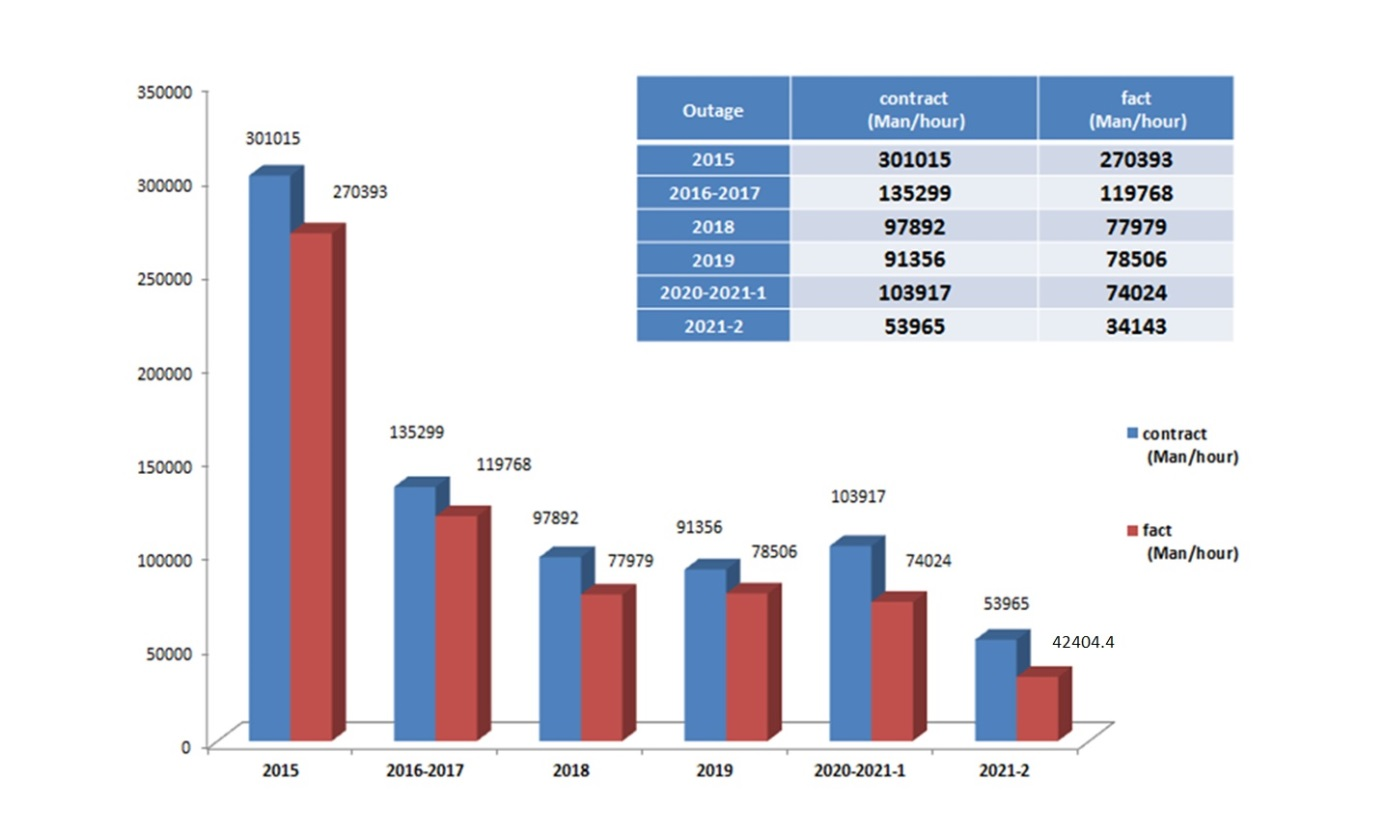 Outage contract (Man/hour) fact (Man/hour)
2015 301015 270393
2016-2017 135299 119768
2018 97892 77979
2019 91356 78506
2020-2021-1 103917 74024
2021-2 53965 34143
350000
300000
250000
200000
150000
100000
50000
0
301015
270393
135299
119768
97892
77979
91356
78506
103917
74024
53965
42404.4
2015 2016-2017 2018 2019 2020-2021-1 2021-2
contract
(Man/hour)
fact
(Man/hour)